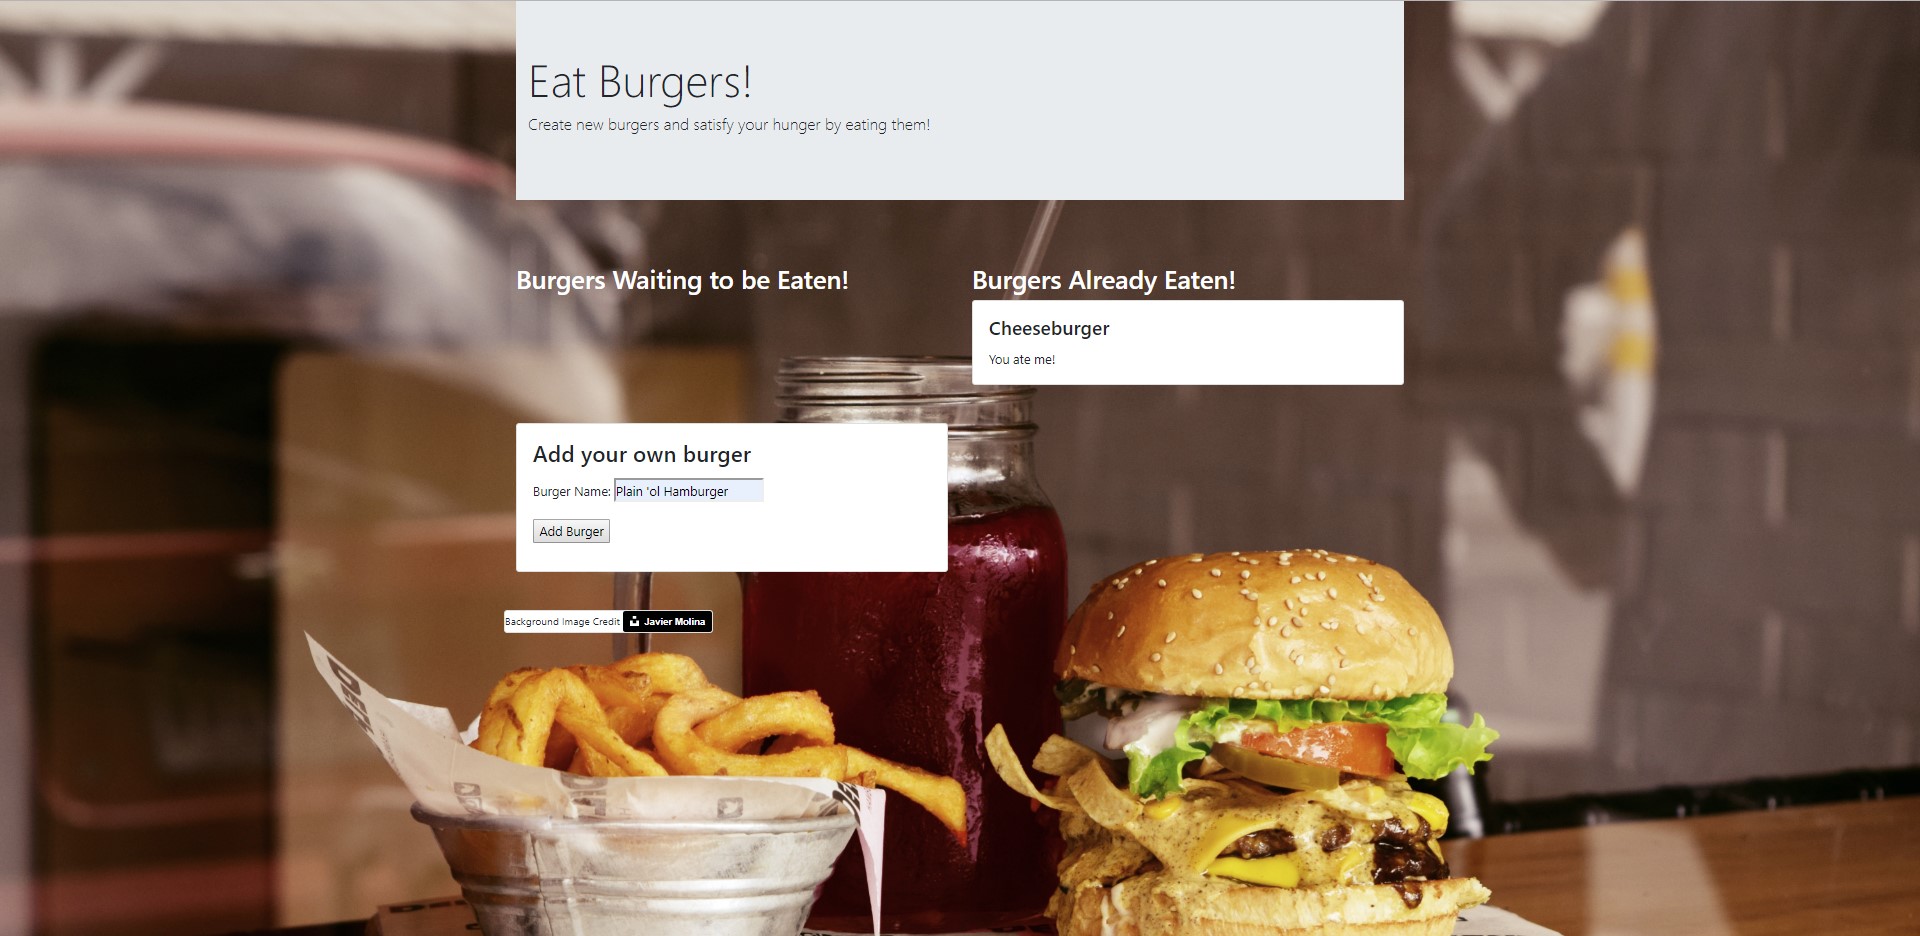 Eat Burgers!
Create new burgers and satisfy your hunger by eating them!
Burgers Waiting to be Eaten!
Burgers Already Eaten!
Cheeseburger
You ate me!
Add your own burger
Burger Name: Plain 'ol Hamburger
Add Burger
Background Image Credit Javier Molina